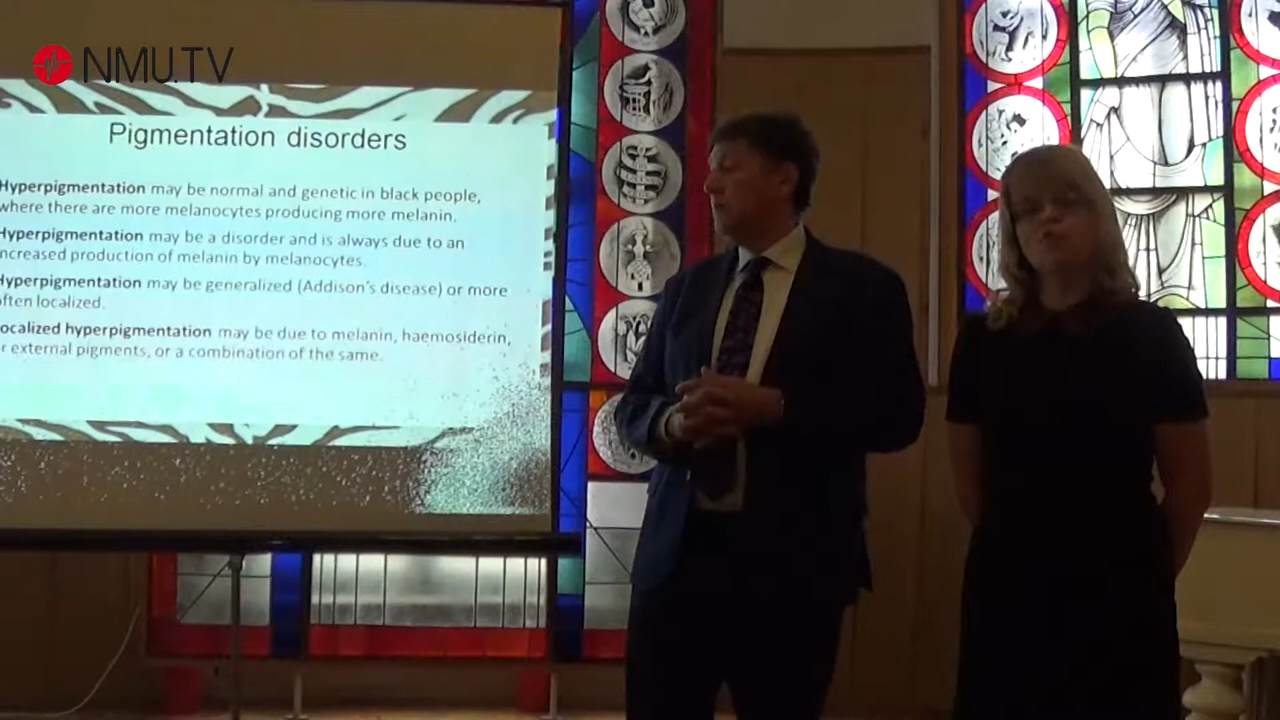 NMU.TV
Pigmentation disorders
Hyperpigmentation may be normal and genetic in black people,
where there are more melanocytes producing more melanin.
Hyperpigmentation may be a disorder and is always due to an
increased production of melanin by melanocytes.
Hyperpigmentation may be generalized (Addison's disease) or more
often localized.
Localized hyperpigmentation may be due to melanin, haemosiderin,
or external pigments, or a combination of the same.